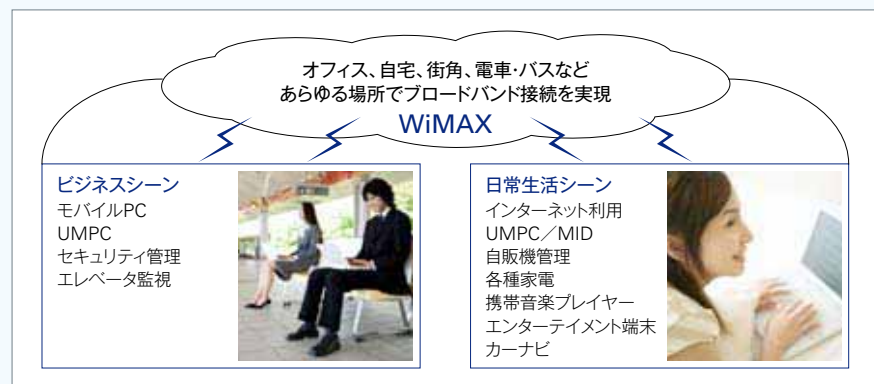 オフィス、自宅、街角、電車・バスなど
あらゆる場所でブロードバンド接続を実現
WiMAX
ビジネスシーン
モバイルPC
UMPC
セキュリティ管理
エレベータ監視
日常生活シーン
インターネット利用
UMPC／MID
自販機管理
各種家電
携帯音楽プレイヤー
エンターテイメント端末
カーナビ